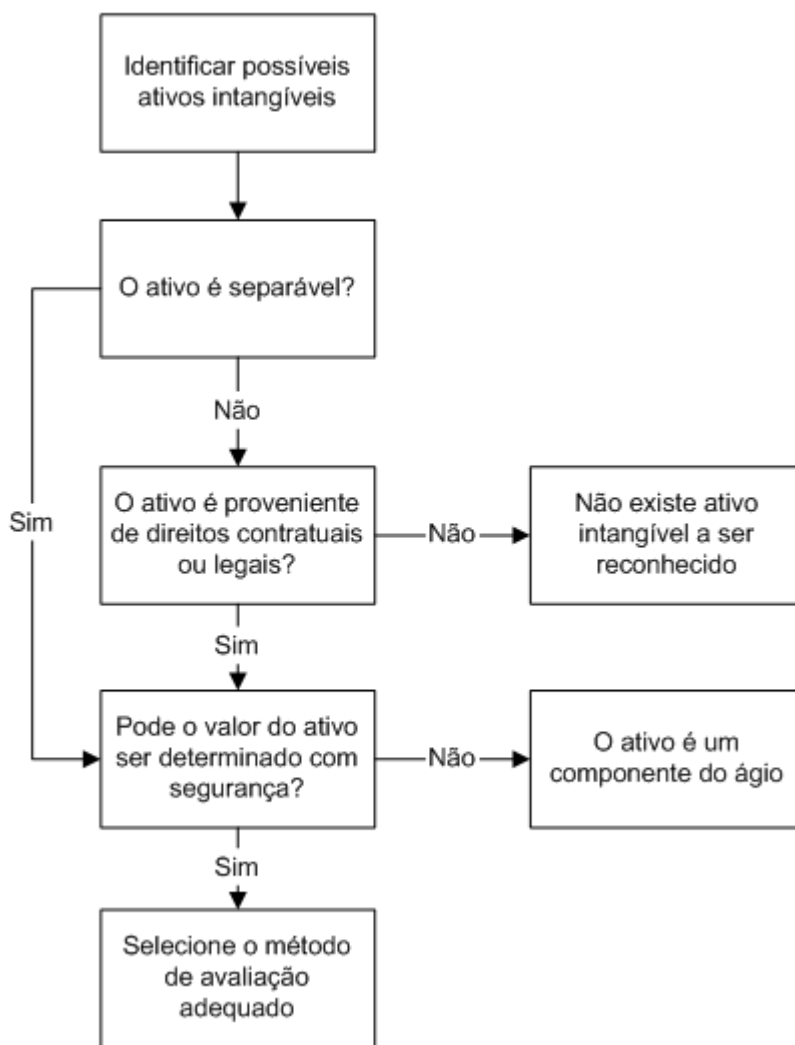 Identificar possíveis
ativos intangíveis
O ativo é separável?
Não
O ativo é proveniente
de direitos contratuais
ou legais?
Não
Não existe ativo
intangível a ser
reconhecido
Sim
Sim
Pode o valor do ativo
ser determinado com
segurança?
Não
O ativo é um
componente do ágio
Sim
Selecione o método
de avaliação
adequado